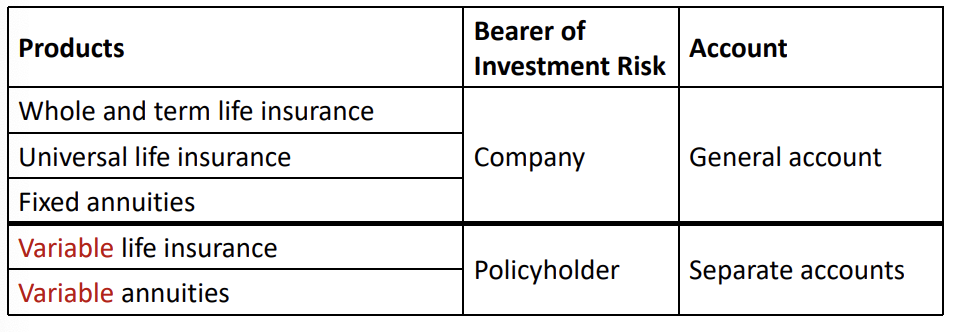 Products
Bearer of
Investment Risk
Account
Whole and term life insurance
Universal life insurance
Fixed annuities
Company
General account
Variable life insurance
Variable annuities
Policyholder
Separate accounts